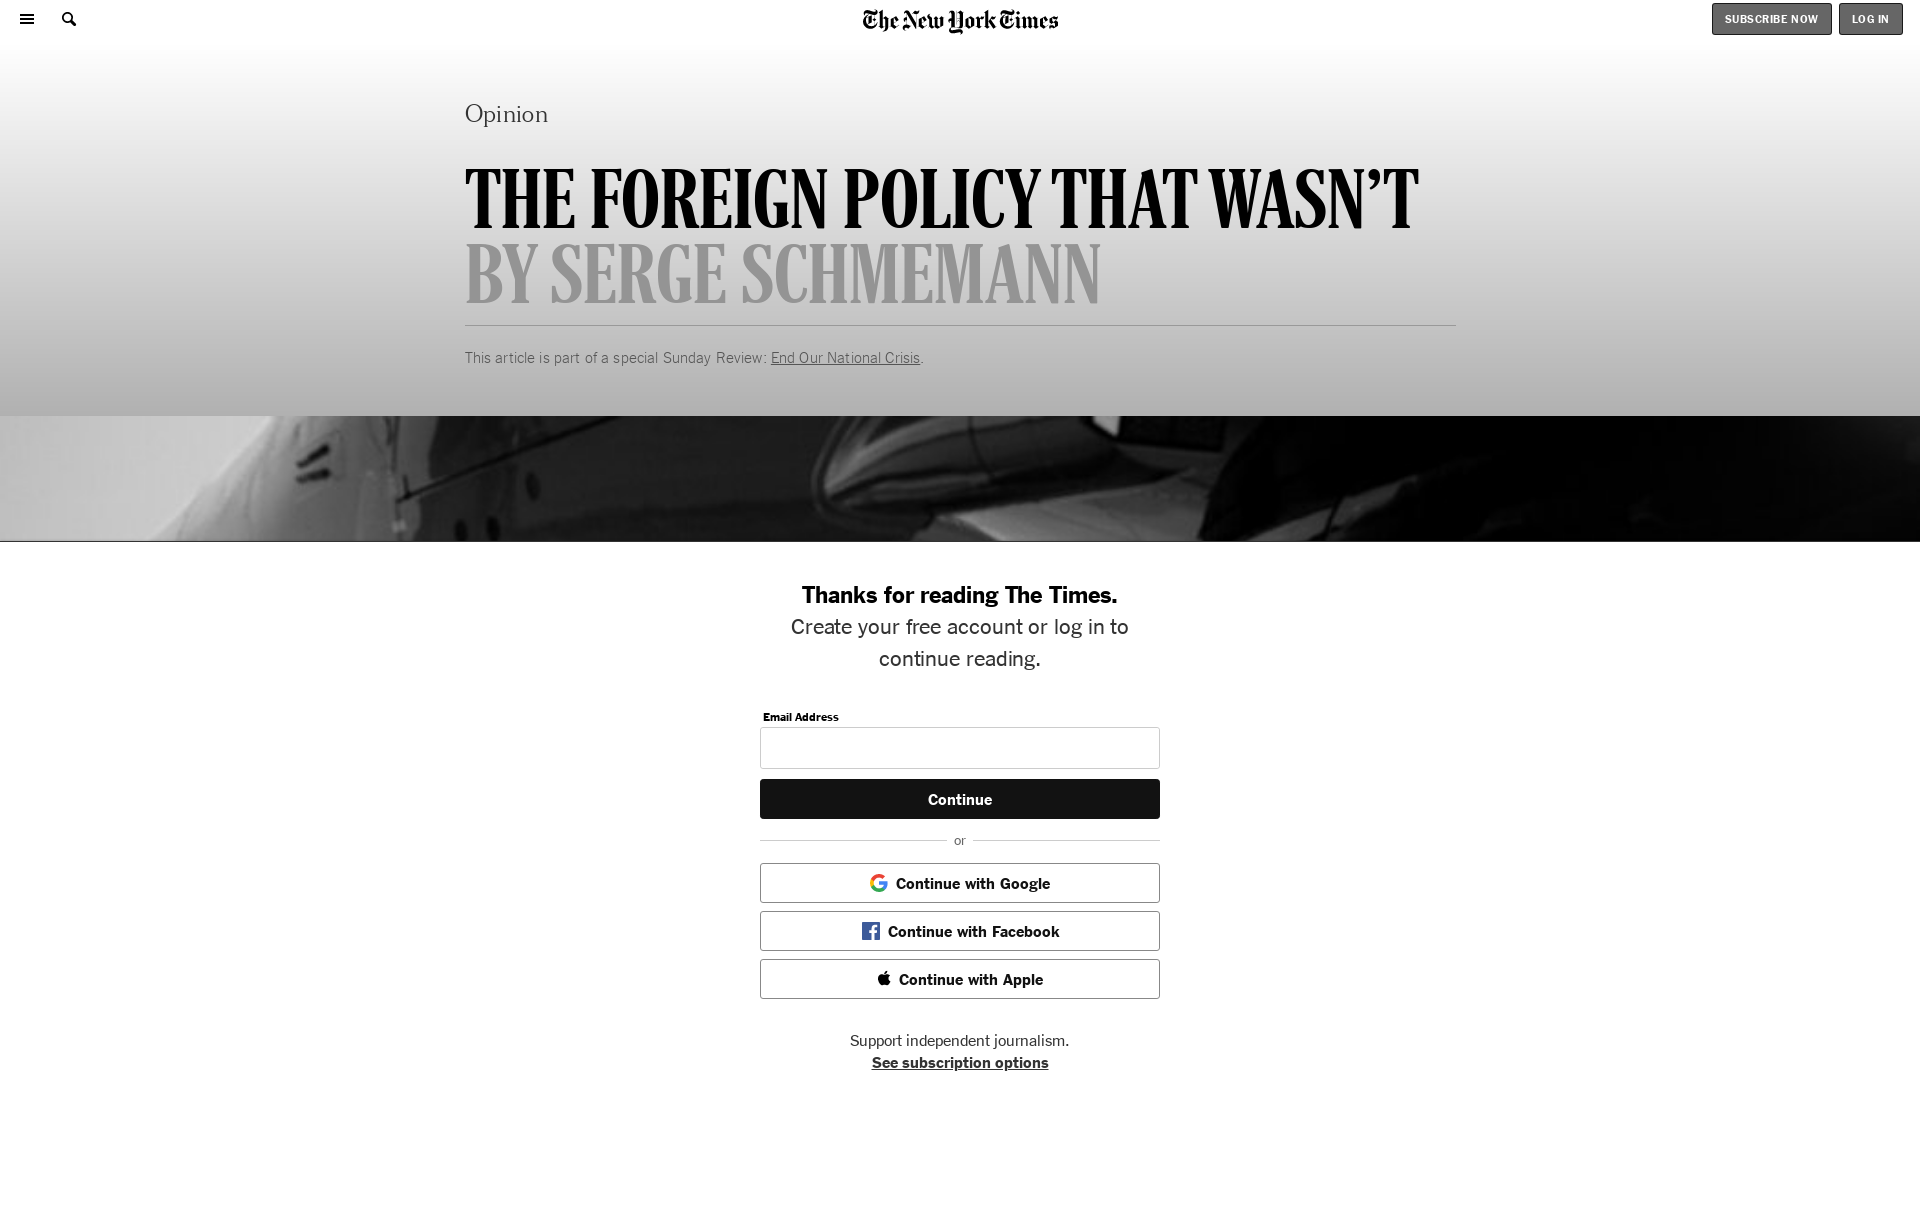 The New York Times
SUBSCRIBE NOW
LOG IN
Opinion
THE FOREIGN POLICY THAT WASN’T
BY SERGE SCHMEMANN
This article is part of a special Sunday Review: End Our National Crisis.
Thanks for reading The Times.
Create your free account or log in to
continue reading.
Email Address
Continue
or
Continue with Google
Continue with Facebook
Continue with Apple
Support independent journalism.
See subscription options